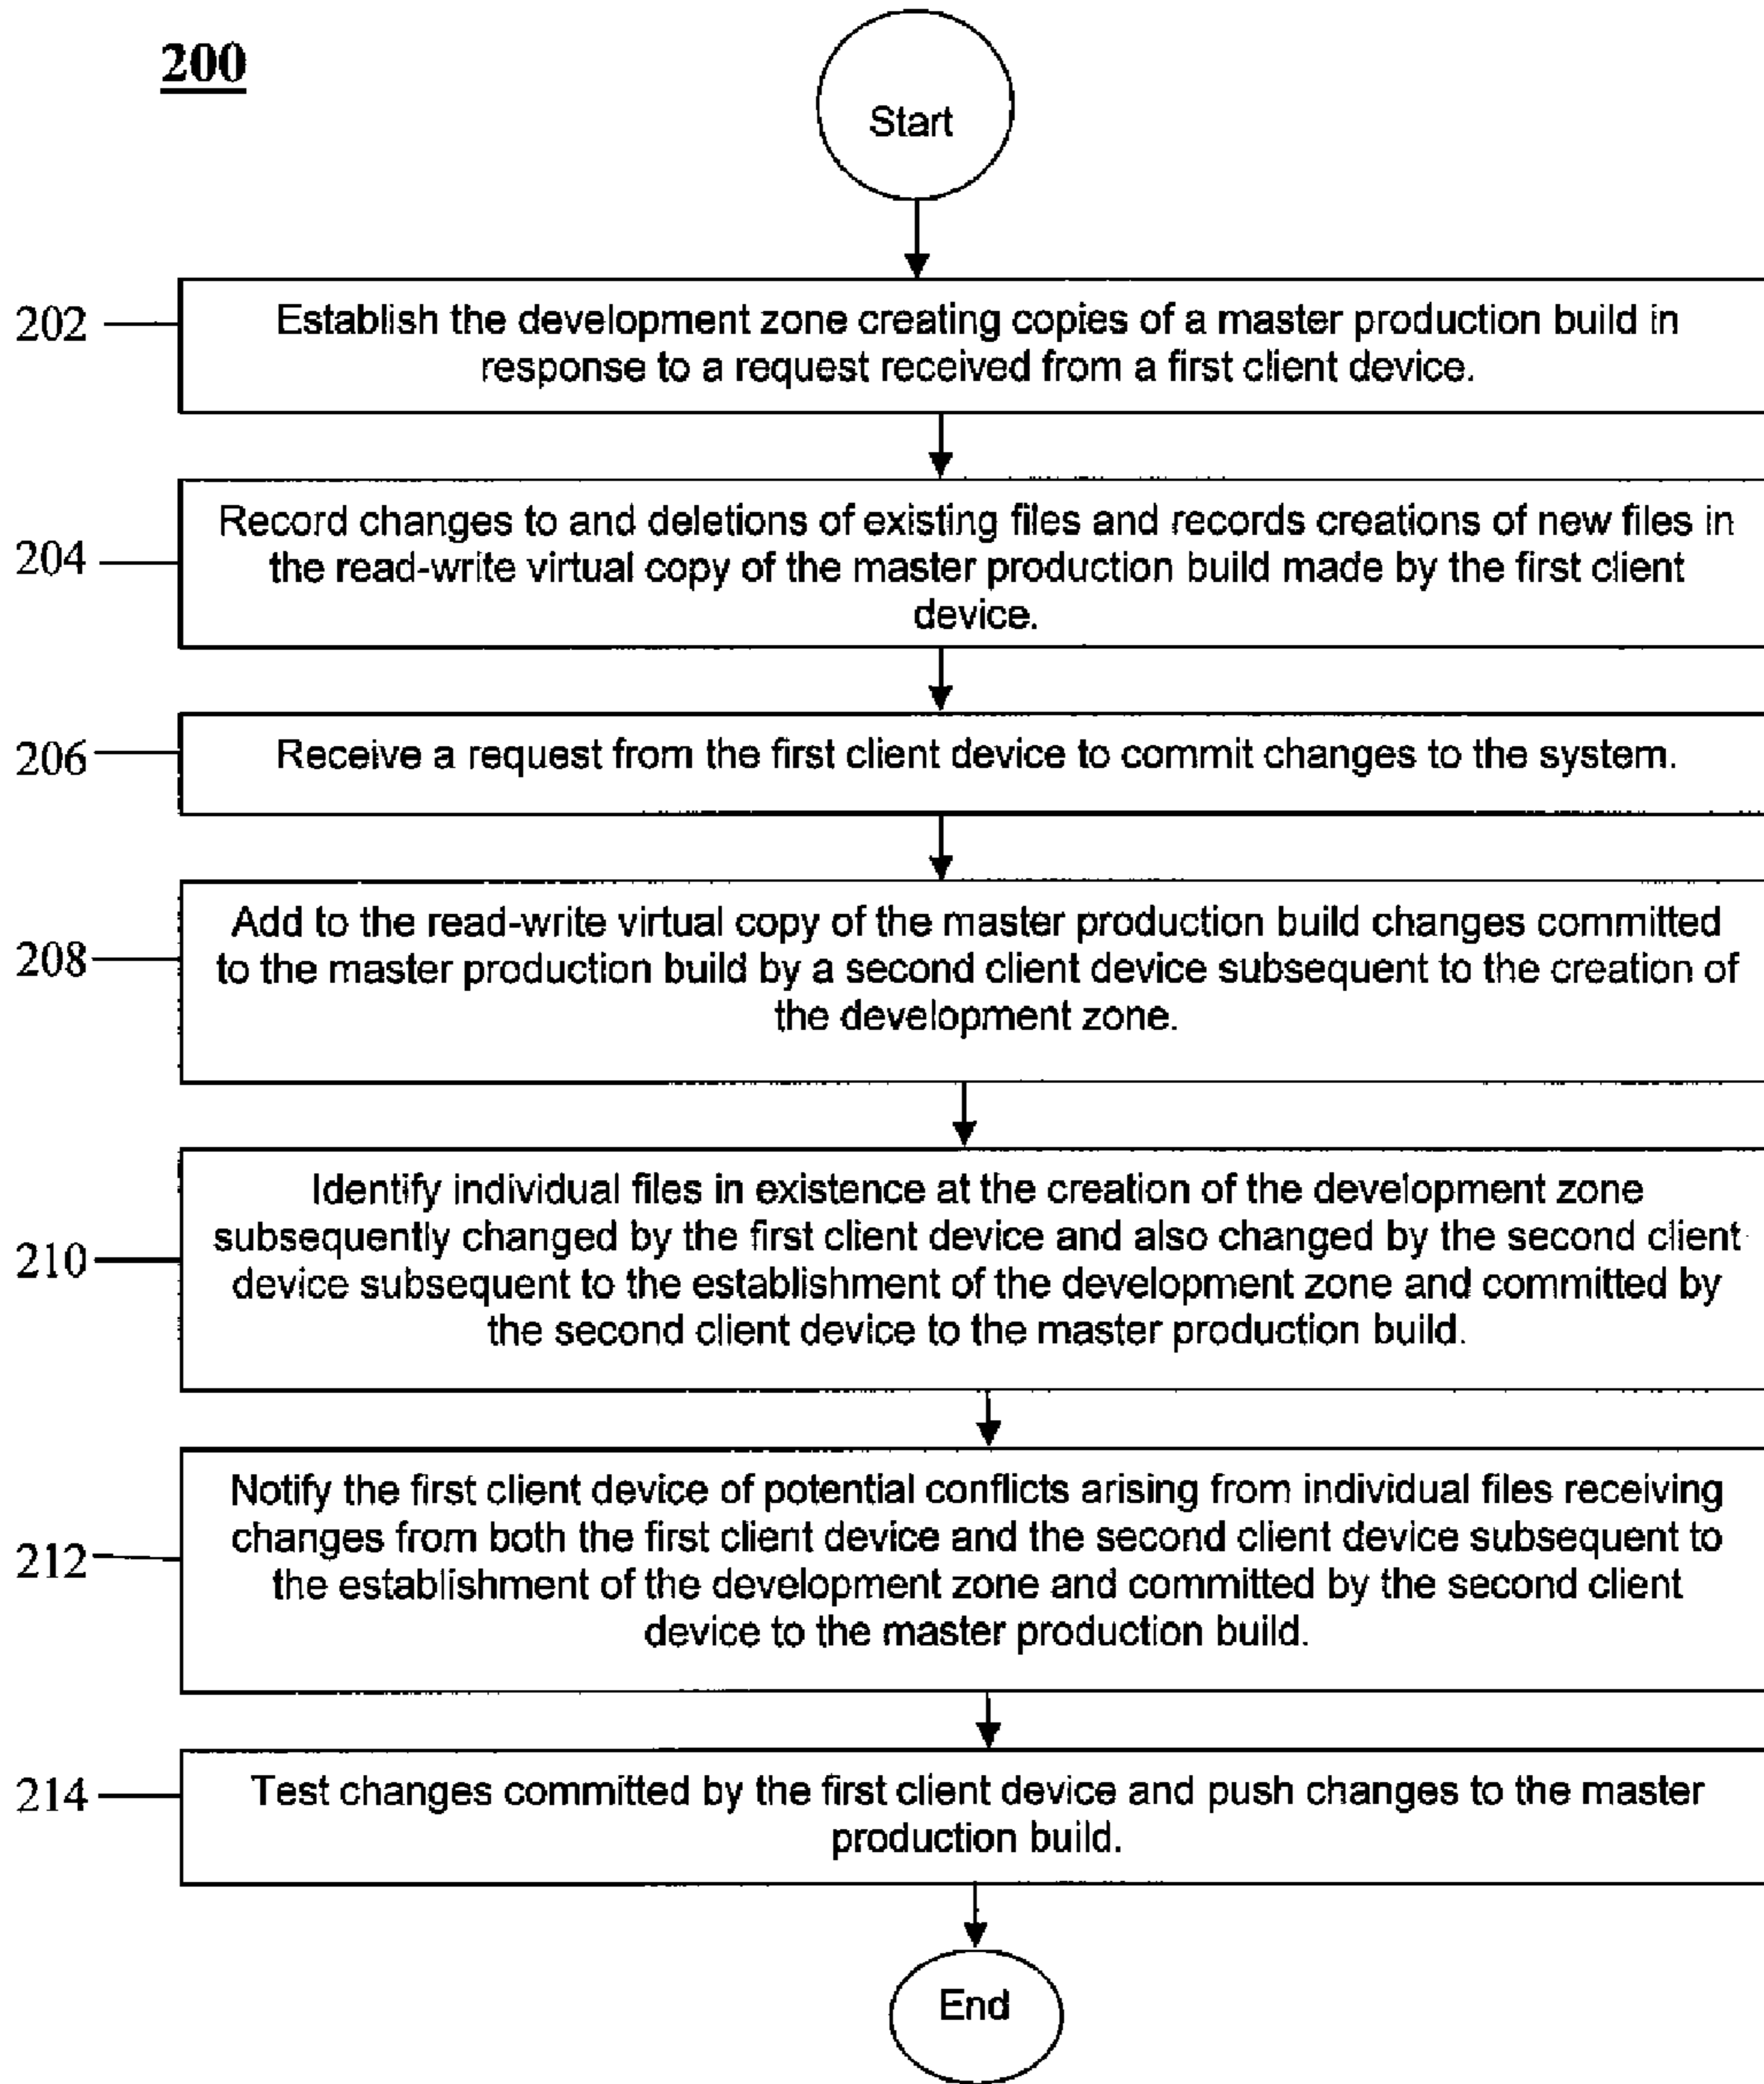 200
Start
202
Establish the development zone creating copies of a master production build in
response to a request received from a first client device.
204
Record changes to and deletions of existing files and records creations of new files in
the read-write virtual copy of the master production build made by the first client
device.
206
Receive a request from the first client device to commit changes to the system.
208
Add to the read-write virtual copy of the master production build changes committed
to the master production build by a second client device subsequent to the creation of
the development zone.
210
Identify individual files in existence at the creation of the development zone
subsequently changed by the first client device and also changed by the second client
device subsequent to the establishment of the development zone and committed by
the second client device to the master production build.
212
Notify the first client device of potential conflicts arising from individual files receiving
changes from both the first client device and the second client device subsequent to
the establishment of the development zone and committed by the second client
device to the master production build.
214
Test changes committed by the first client device and push changes to the master
production build.
End